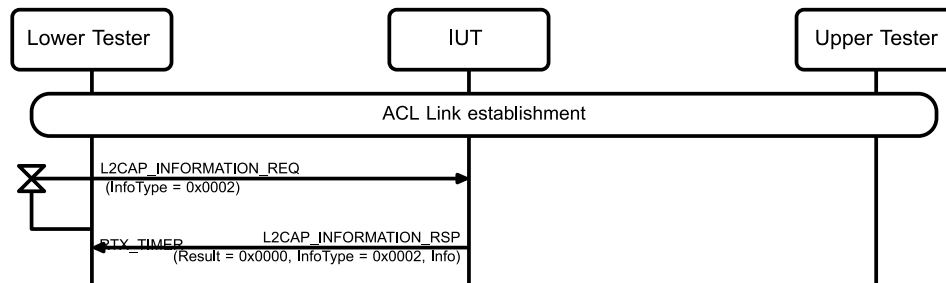 Lower Tester
IUT
Upper Tester
ACL Link establishment
L2CAP_INFORMATION_REQ
(InfoType = 0x0002)
L2CAP_INFORMATION_RSP
RTX_TIMER
(Result = 0x0000, InfoType = 0x0002, Info)